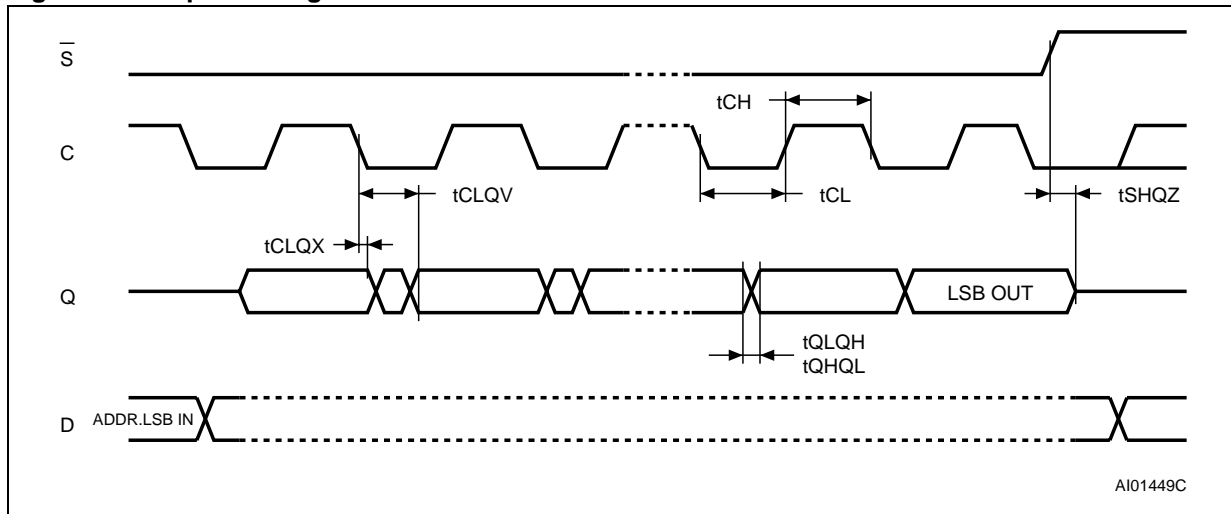 S
tCH
C
tCLQV
tCL
tSHQZ
tCLQX
Q
LSB OUT
tQLQH
tQHQL
D
ADDR.LSB IN
AI01449C